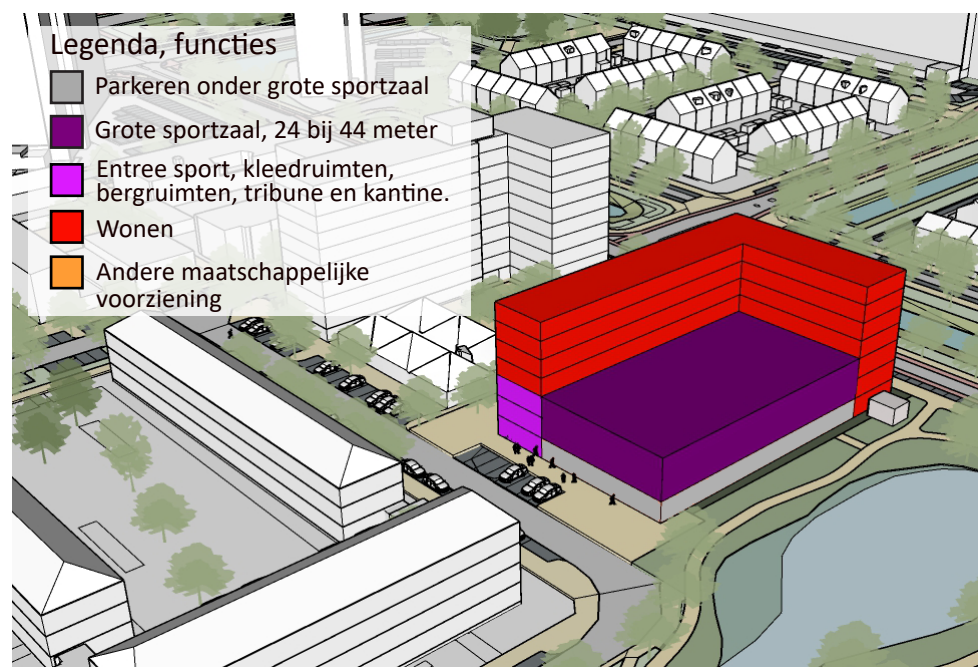 Legenda, functies
Parkeren onder grote sportzaal
Grote sportzaal, 24 bij 44 meter
Entree sport, kleedruimten,
bergruimten, tribune en kantine.
Wonen
Andere maatschappelijke
voorziening